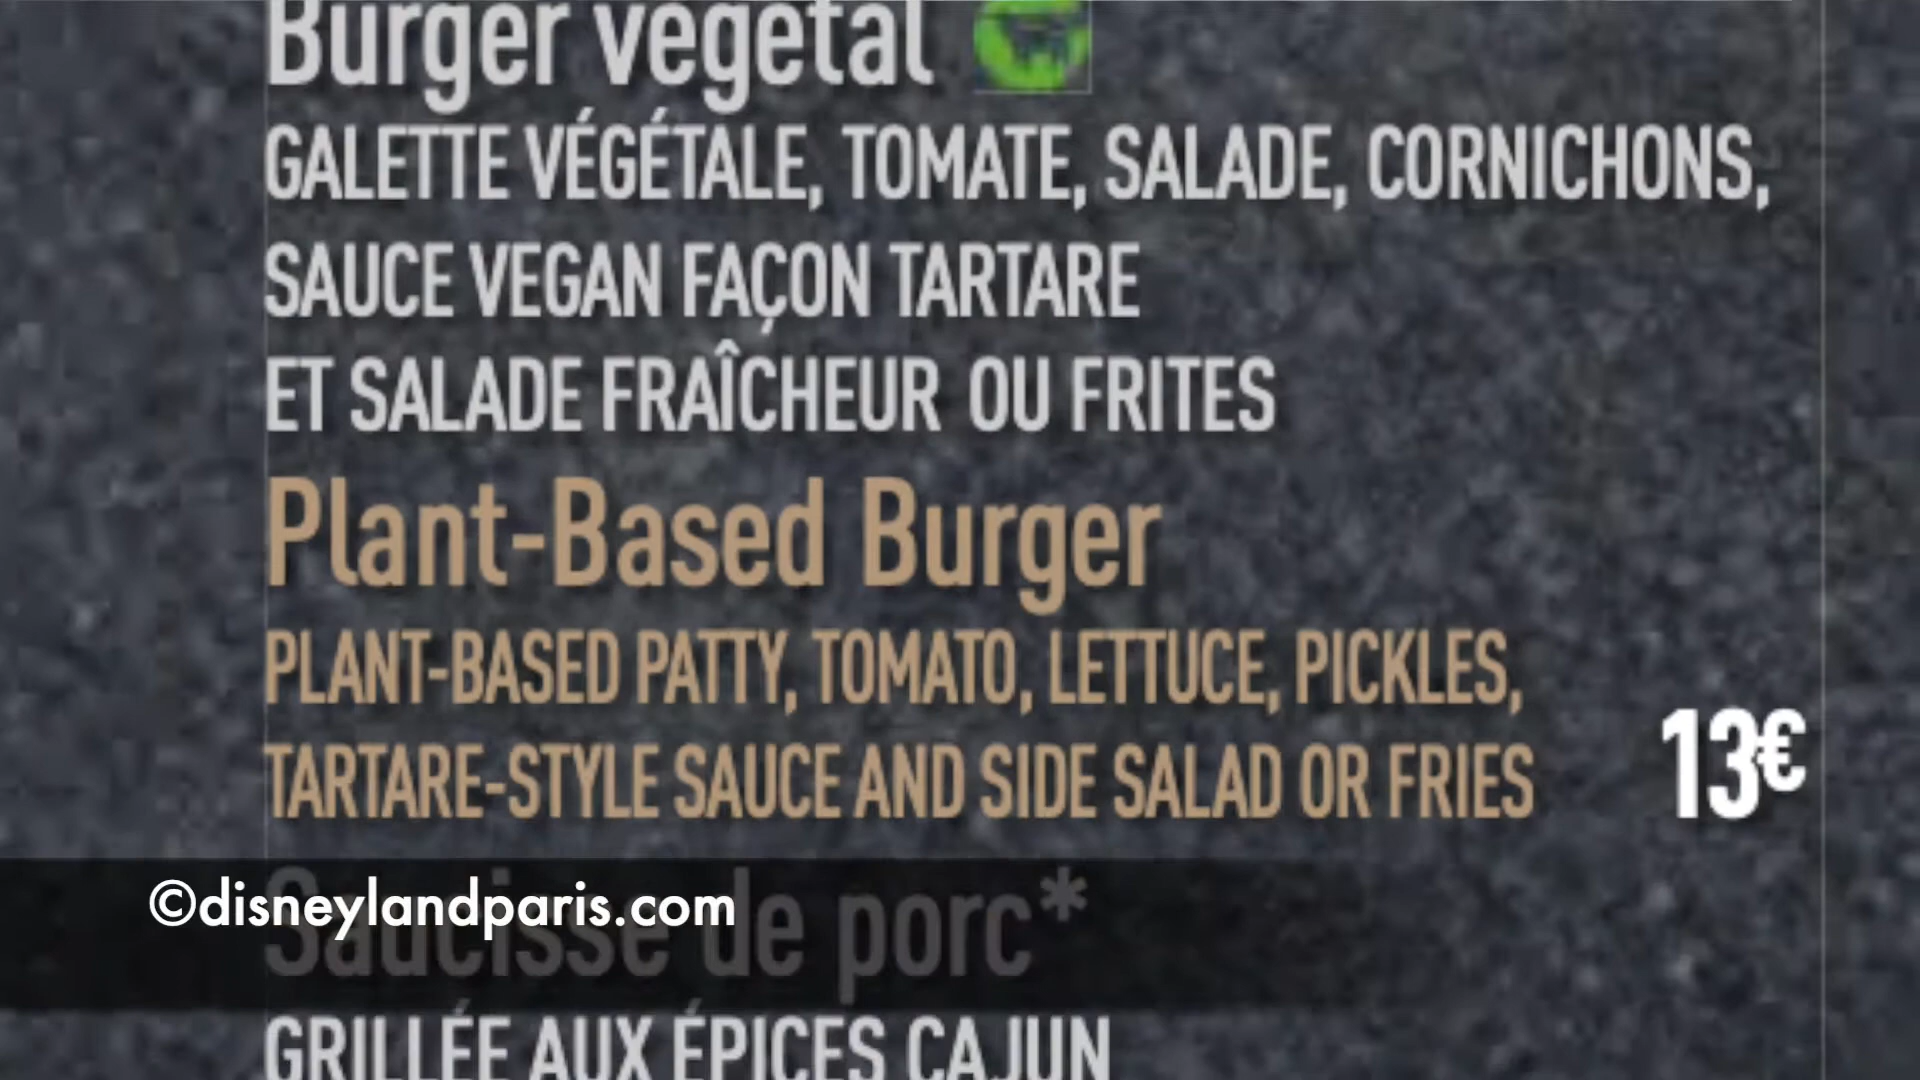 Burger végétal
GALETTE VÉGÉTALE, TOMATE, SALADE, CORNICHONS,
SAUCE VEGAN FAÇON TARTARE
ET SALADE FRAÎCHEUR OU FRITES
Plant-Based Burger
PLANT-BASED PATTY, TOMATO, LETTUCE, PICKLES,
TARTARE-STYLE SAUCE AND SIDE SALAD OR FRIES
13€
©disneylandparis.com
Saucisse de porc*
GRILLÉE AUX ÉPICES CAJUN